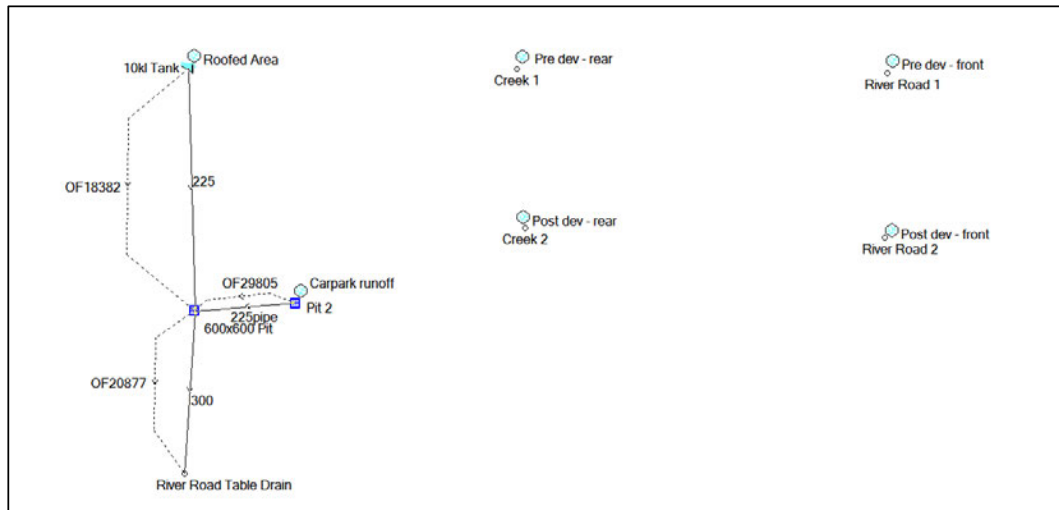 Roofed Area
10kl Tank
Pre dev - rear
Creek 1
Pre dev - front
River Road 1
OF18382
225
Post dev - rear
Creek 2
Post dev - front
River Road 2
OF29805
Carpark runoff
225pipe
Pit 2
600x600 Pit
OF20877
300
River Road Table Drain